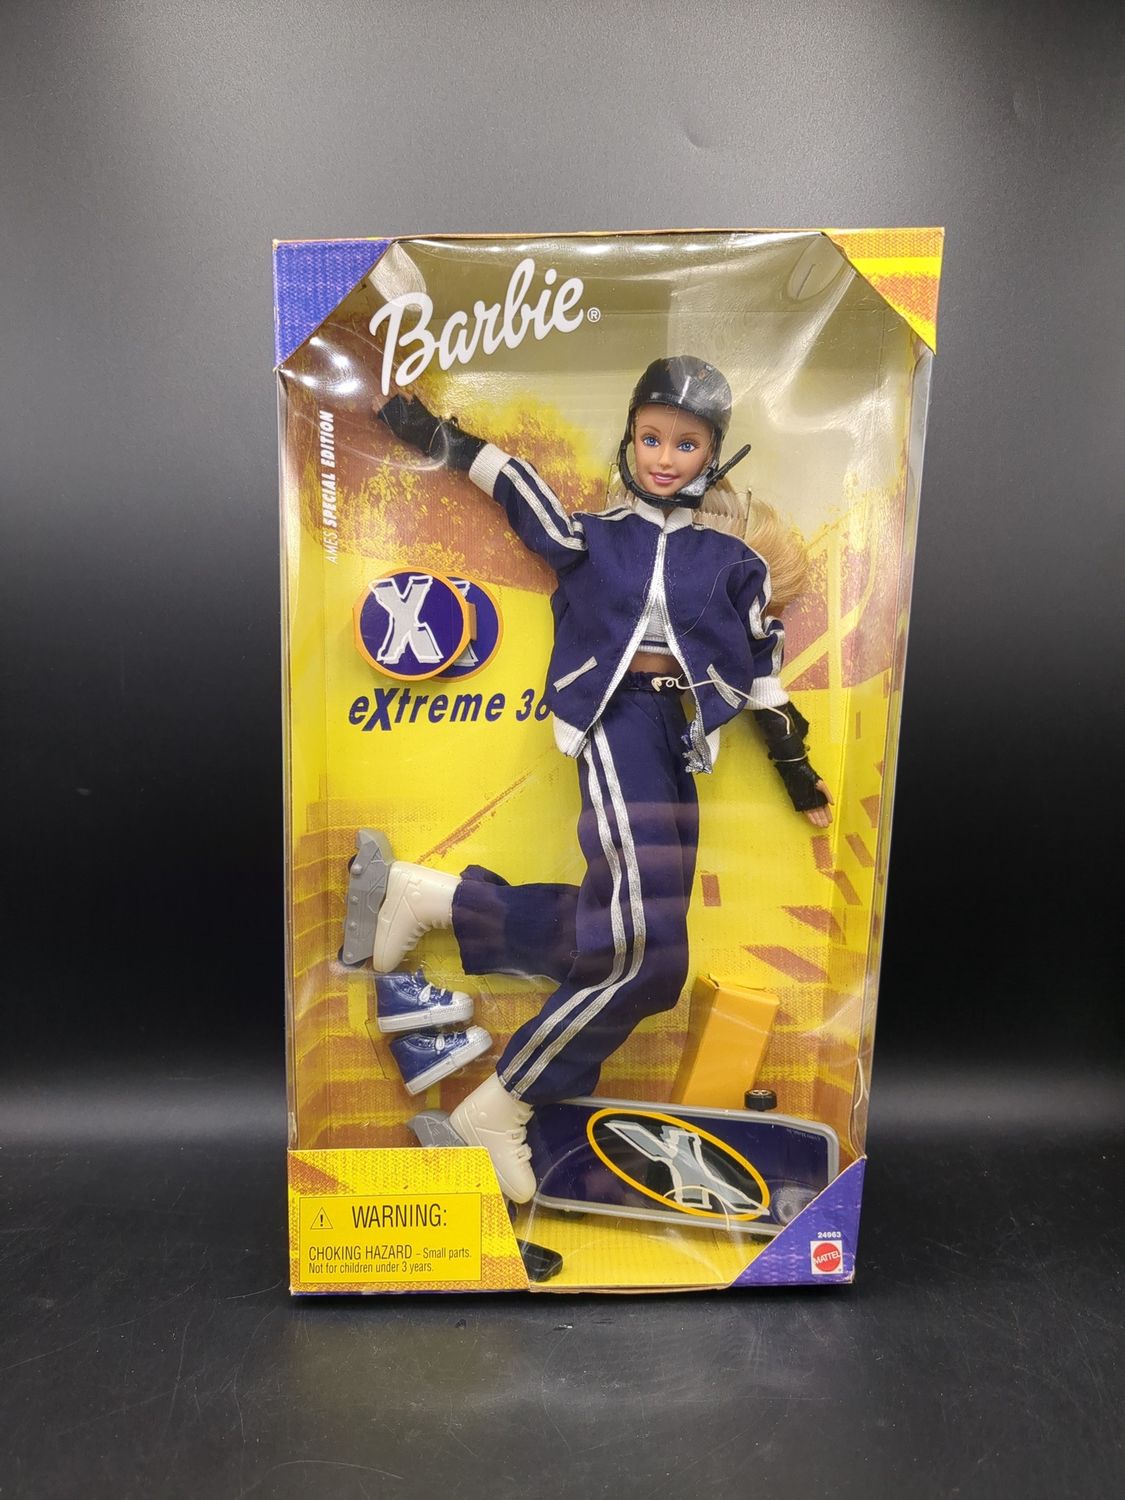 Barbie®
AMES SPECIAL EDITION
X
X
eXtreme 36
X
WARNING:
CHOKING HAZARD – Small parts.
Not for children under 3 years.
24963
MATTEL